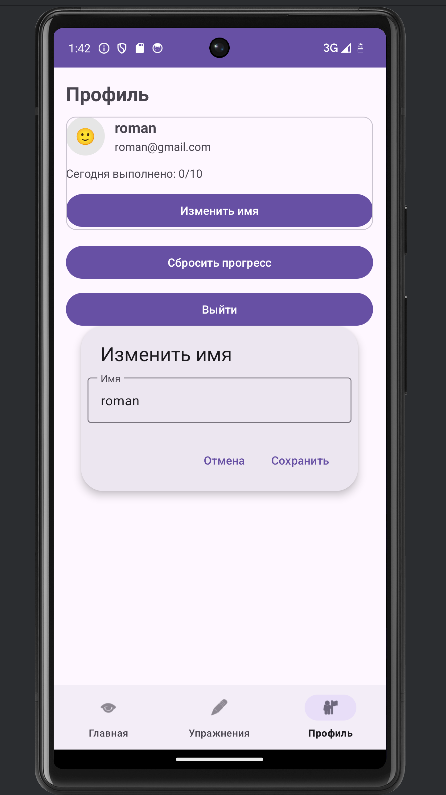 1:42
3G
Профиль
roman
roman@gmail.com
Сегодня выполнено: 0/10
Изменить имя
Сбросить прогресс
Выйти
Изменить имя
Имя
roman
Отмена Сохранить
Главная Упражнения Профиль